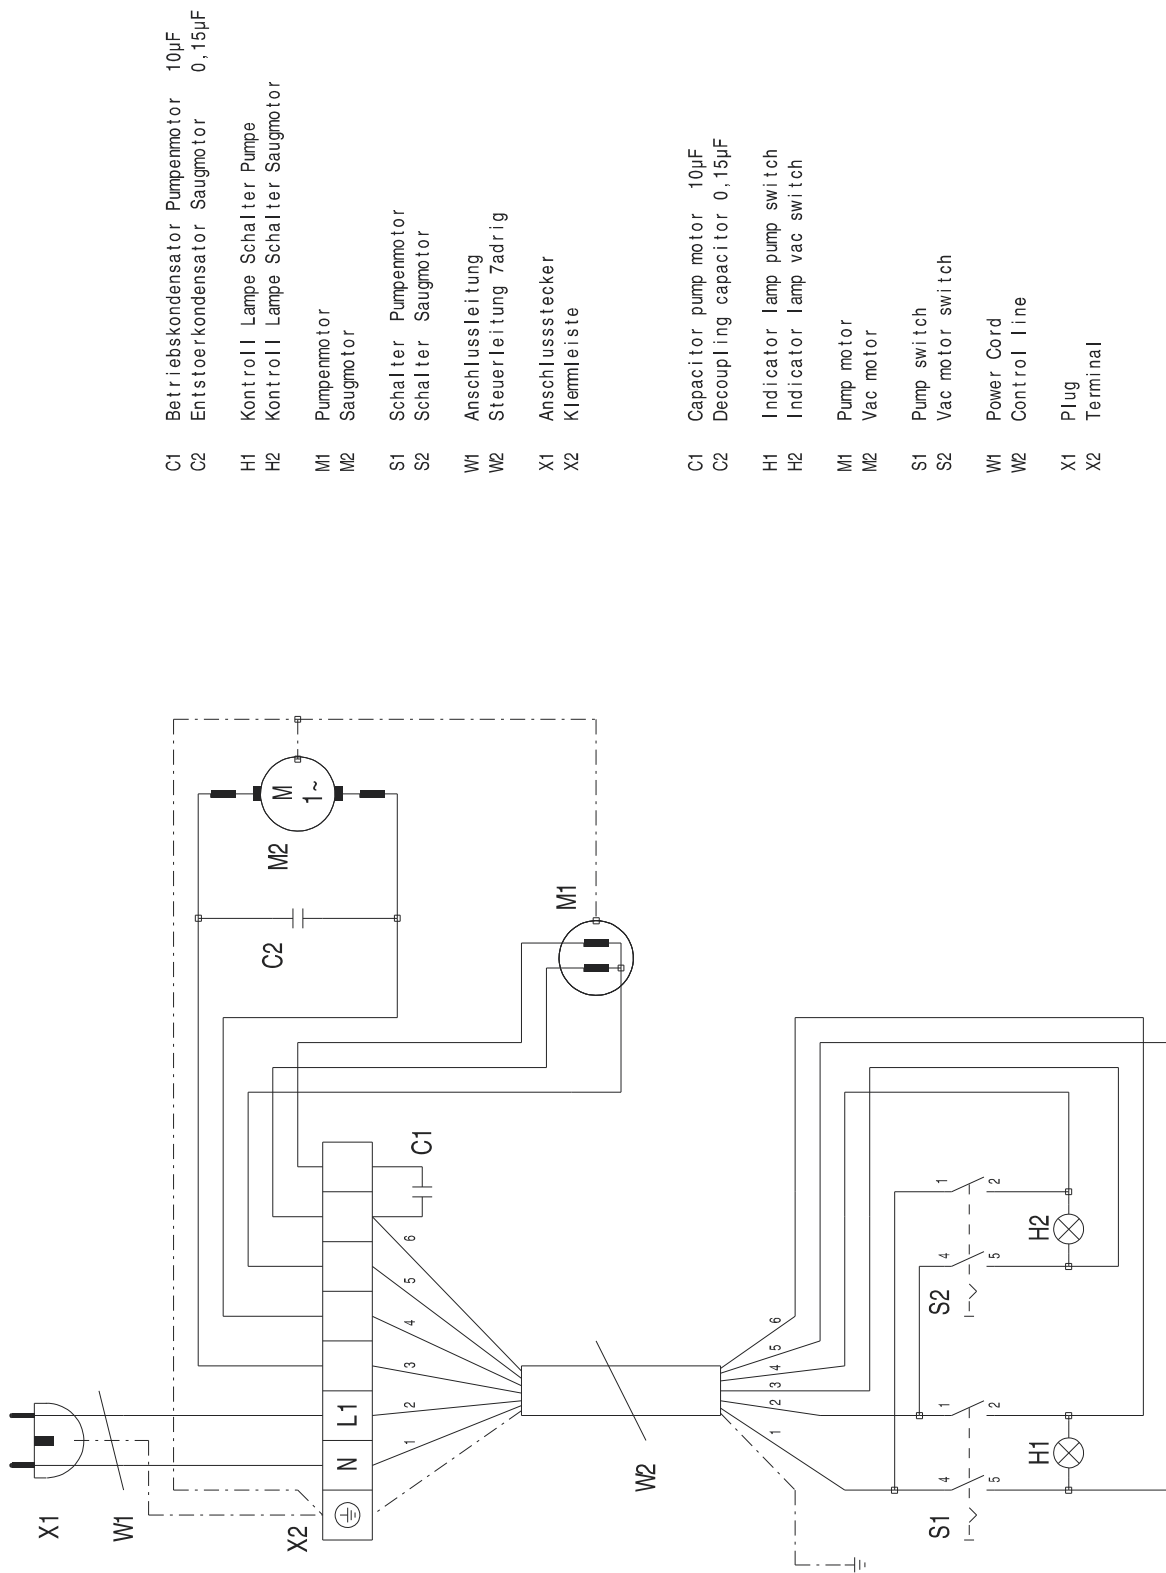 C1 Betriebskondensator Pumpenmotor 10µF
C2 Entstoerkondensator Saugmotor 0,15µF
H1 Kontroll Lampe Schalter Pumpe
H2 Kontroll Lampe Schalter Saugmotor
M1 Pumpenmotor
M2 Saugmotor
S1 Schalter Pumpenmotor
S2 Schalter Saugmotor
W1 Anschlussleitung
W2 Steuerleitung 7adrig
X1 Anschlussstecker
X2 Klemmleiste
C1 Capacitor pump motor 10µF
C2 Decoupling capacitor 0,15µF
H1 Indicator lamp pump switch
H2 Indicator lamp vac switch
M1 Pump motor
M2 Vac motor
S1 Pump switch
S2 Vac motor switch
W1 Power Cord
W2 Control line
X1 Plug
X2 Terminal
X1
W1
X2
N
L1
C2
M2
M
1~
M1
C1
1
2
3
4
5
6
W2
1
2
3
4
5
6
S1
4
1
5
2
H1
S2
4
1
5
2
H2